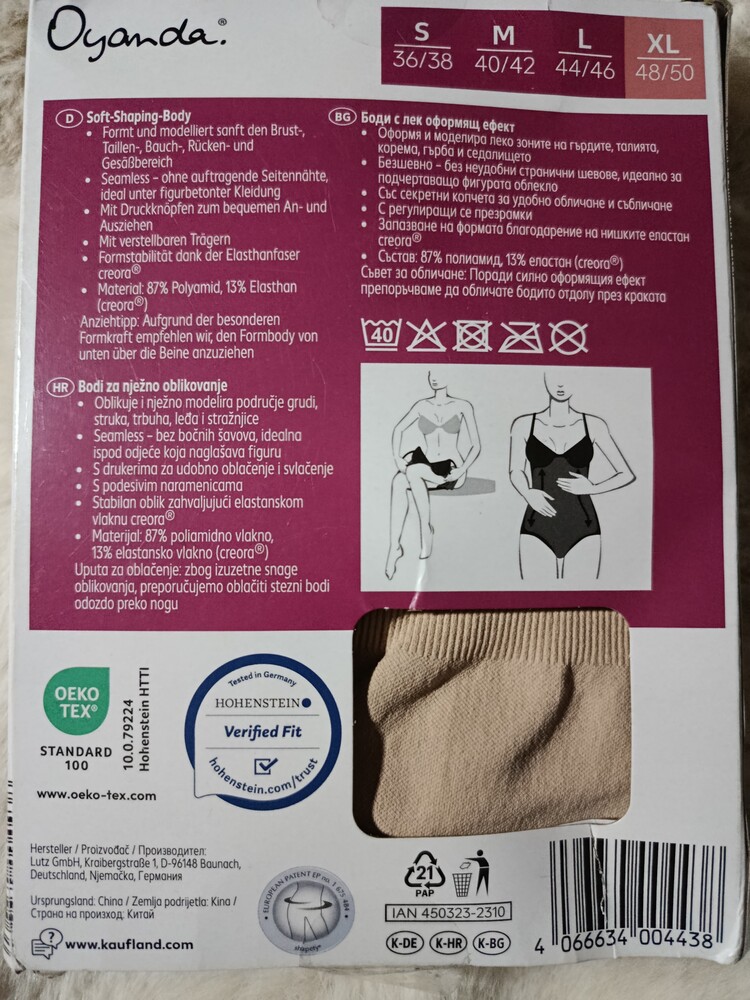 Oyanda®
S
36/38
M
40/42
L
44/46
XL
48/50
D Soft-Shaping-Body
• Formt und modelliert sanft den Brust-,
Taillen-, Bauch-, Rücken- und
Gesäßbereich
• Seamless – ohne auftragende Seitennähte,
ideal unter figurbetonter Kleidung
• Mit Druckknöpfen zum bequemen An- und
Ausziehen
• Mit verstellbaren Trägern
• Formstabilität dank der Elasthanfaser
creora®
• Material: 87% Polyamid, 13% Elasthan
(creora®)
Anziehtipp: Aufgrund der besonderen
Formkraft empfehlen wir, den Formbody von
unten über die Beine anzuziehen
HR Bodi za nježno oblikovanje
• Oblikuje i nježno modelira područje grudi,
struka, trbuha, leđa i stražnjice
• Seamless – bez bočnih šavova, idealna
ispod odjeće koja naglašava figuru
• S drukerima za udobno oblačenje i svlačenje
• S podesivim naramenicama
• Stabilan oblik zahvaljujući elastanskom
vlaknu creora®
• Materijal: 87% poliamidno vlakno,
13% elastansko vlakno (creora®)
Uputa za oblačenje: zbog izuzetne snage
oblikovanja, preporučujemo oblačiti stezni bodi
odozdo preko nogu
BG Боди с лек оформящ ефект
• Оформя и моделира леко зоните на гърдите, талията,
корема, гърба и седалището
• Безшевно – без неудобни странични шевове, идеално за
подчертаващо фигурата облекло
• Със секретни копчета за удобно обличане и събличане
• С регулиращи се презрамки
• Запазване на формата благодарение на нишките еластан
creora®
• Състав: 87% полиамид, 13% еластан (creora®)
Съвет за обличане: Поради силно оформящия ефект
препоръчваме да обличате бодито отдолу през краката
40
OEKO
TEX®
STANDARD
100
10.0.79224
Hohenstein HTTI
www.oeko-tex.com
Tested in Germany
HOHENSTEIN
Verified Fit
hohenstein.com/trust
Hersteller / Proizvođač / Производител:
Lutz GmbH, Kraibergstraße 1, D-96148 Baunach,
Deutschland, Njemačka, Германия
Ursprungsland: China / Zemlja podrijetla: Kina /
Страна на произход: Китай
www.kaufland.com
EUROPEAN PATENT EP no. 1 625 484
shapely®
21
PAP
IAN 450323-2310
K-DE K-HR K-BG
4 066634 004438